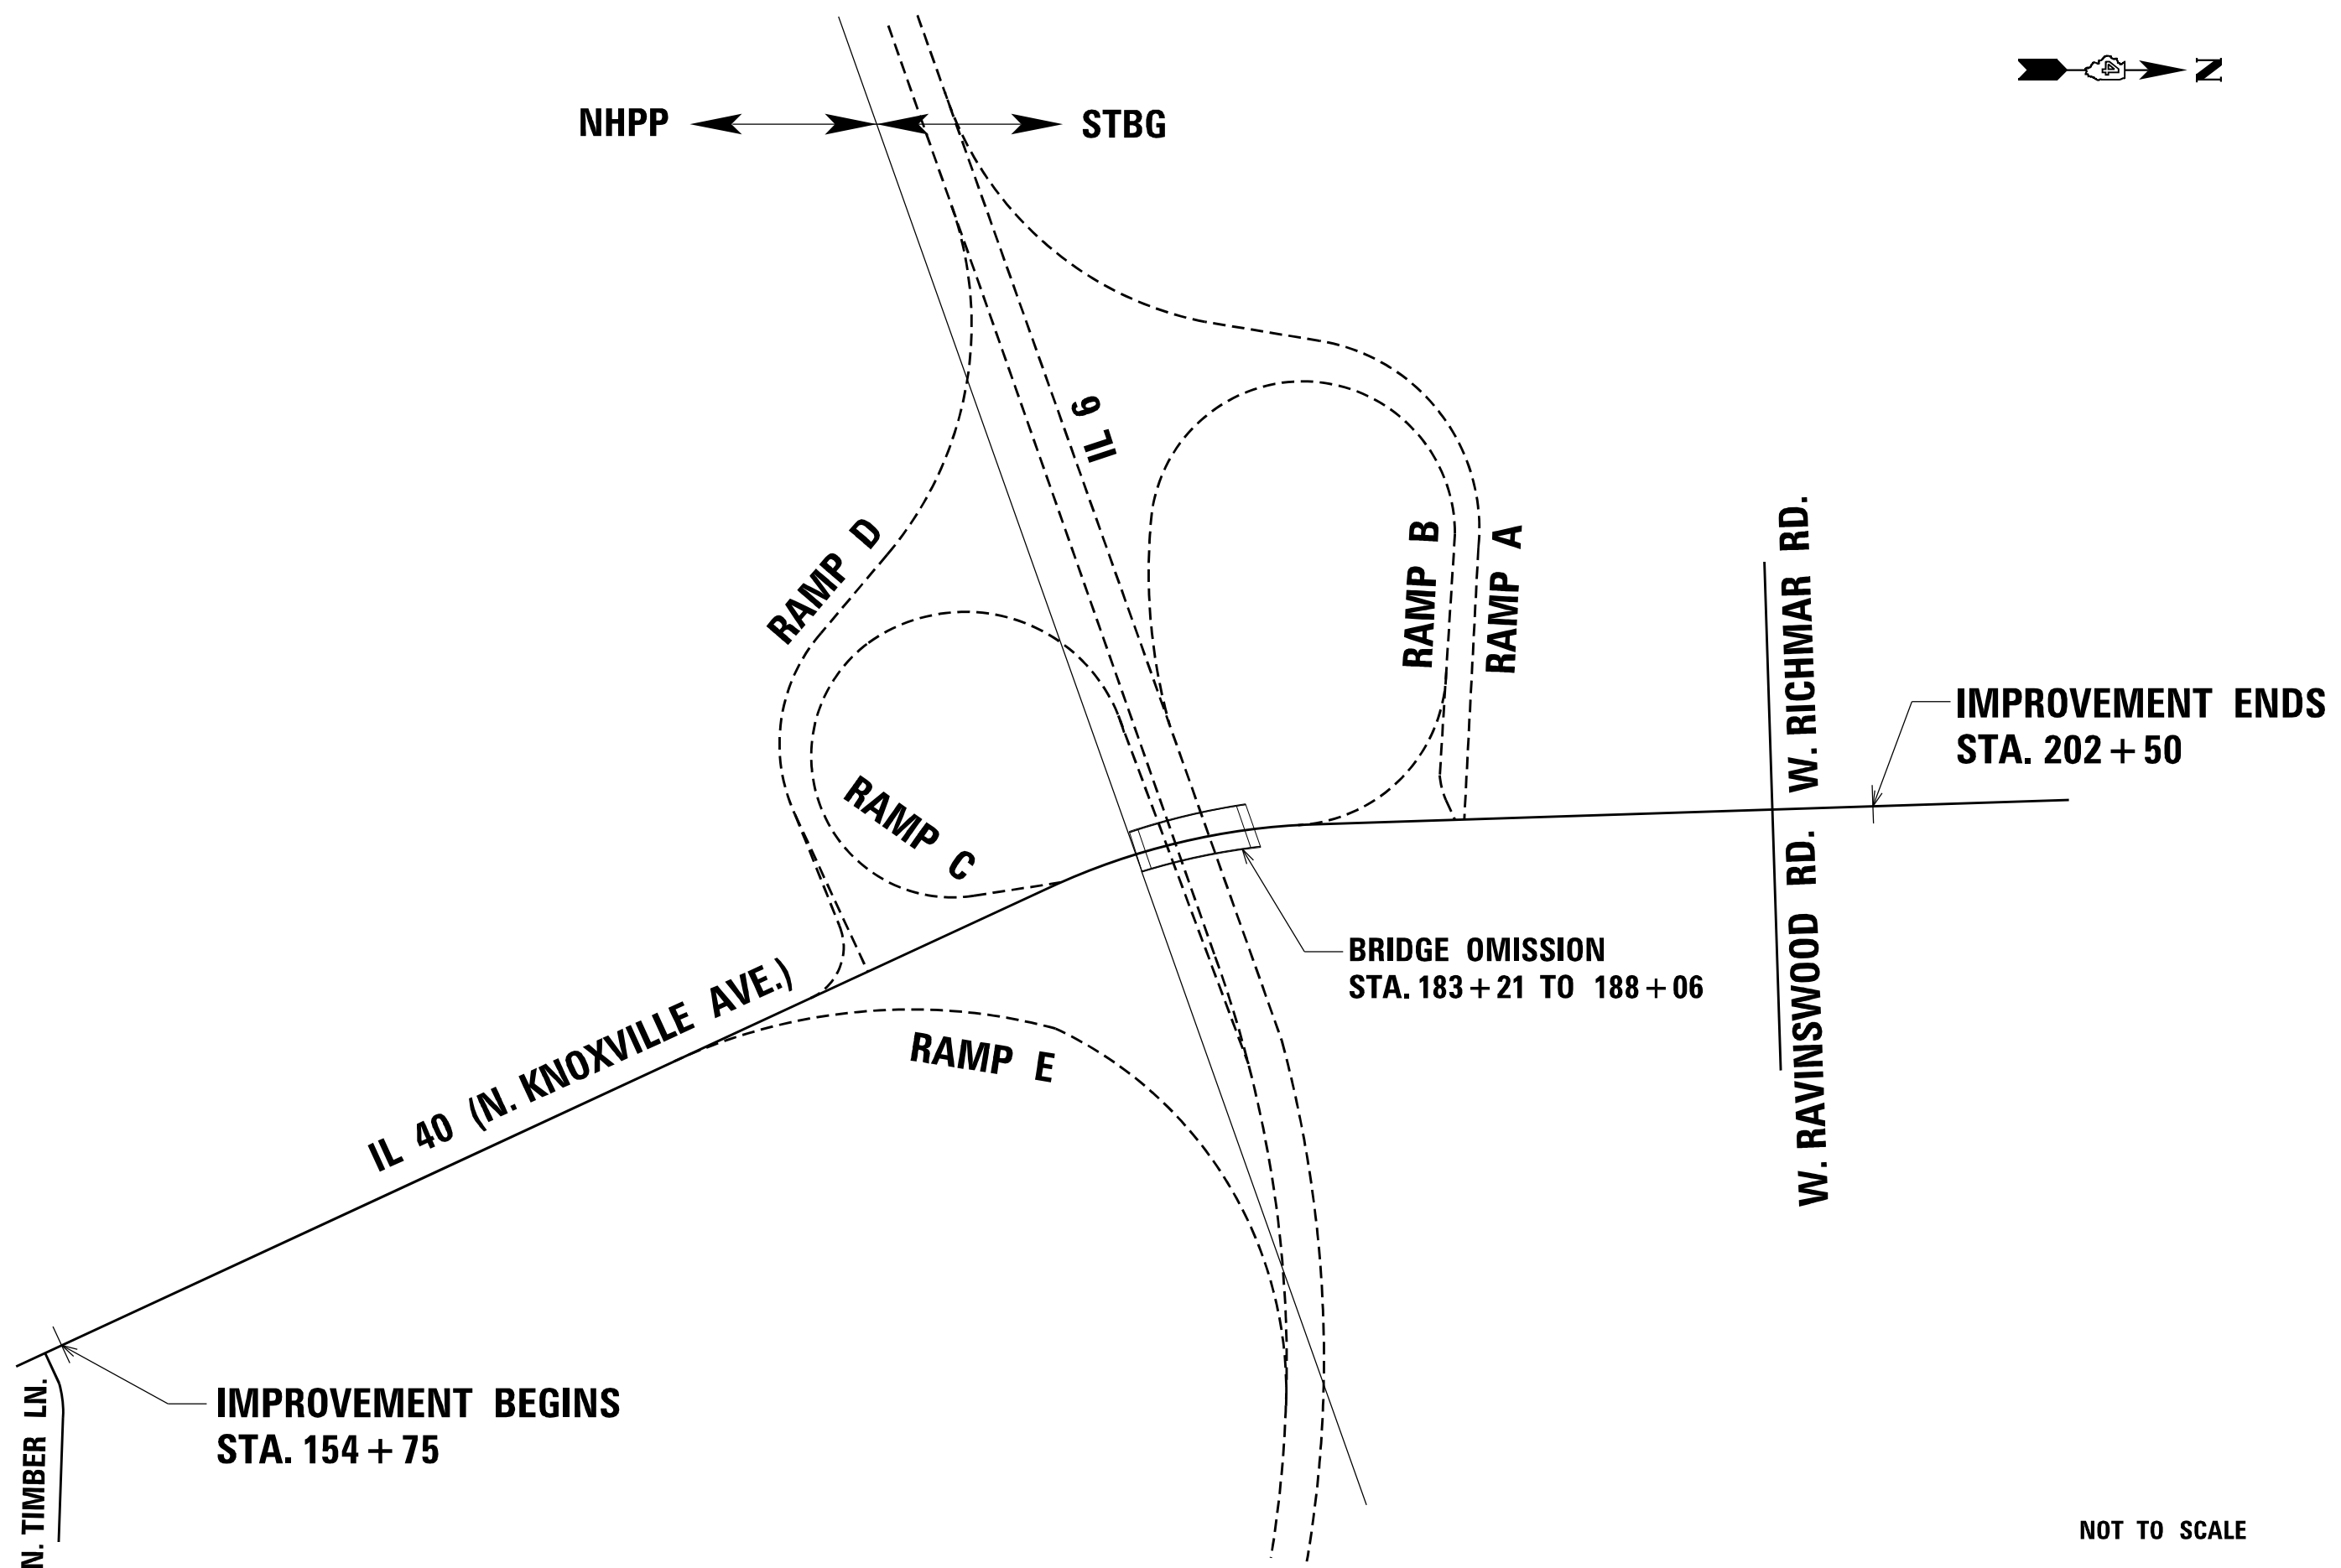 N
NHPP
STBG
IL 6
RAMP D
RAMP B
RAMP A
W. RICHMAR RD.
IMPROVEMENT ENDS
STA. 202+50
RAMP C
W. RAVINSWOOD RD.
BRIDGE OMISSION
STA. 183+21 TO 188+06
IL 40 (N. KNOXVILLE AVE.)
RAMP E
IMPROVEMENT BEGINS
STA. 154+75
N. TIMBER LN.
NOT TO SCALE
4